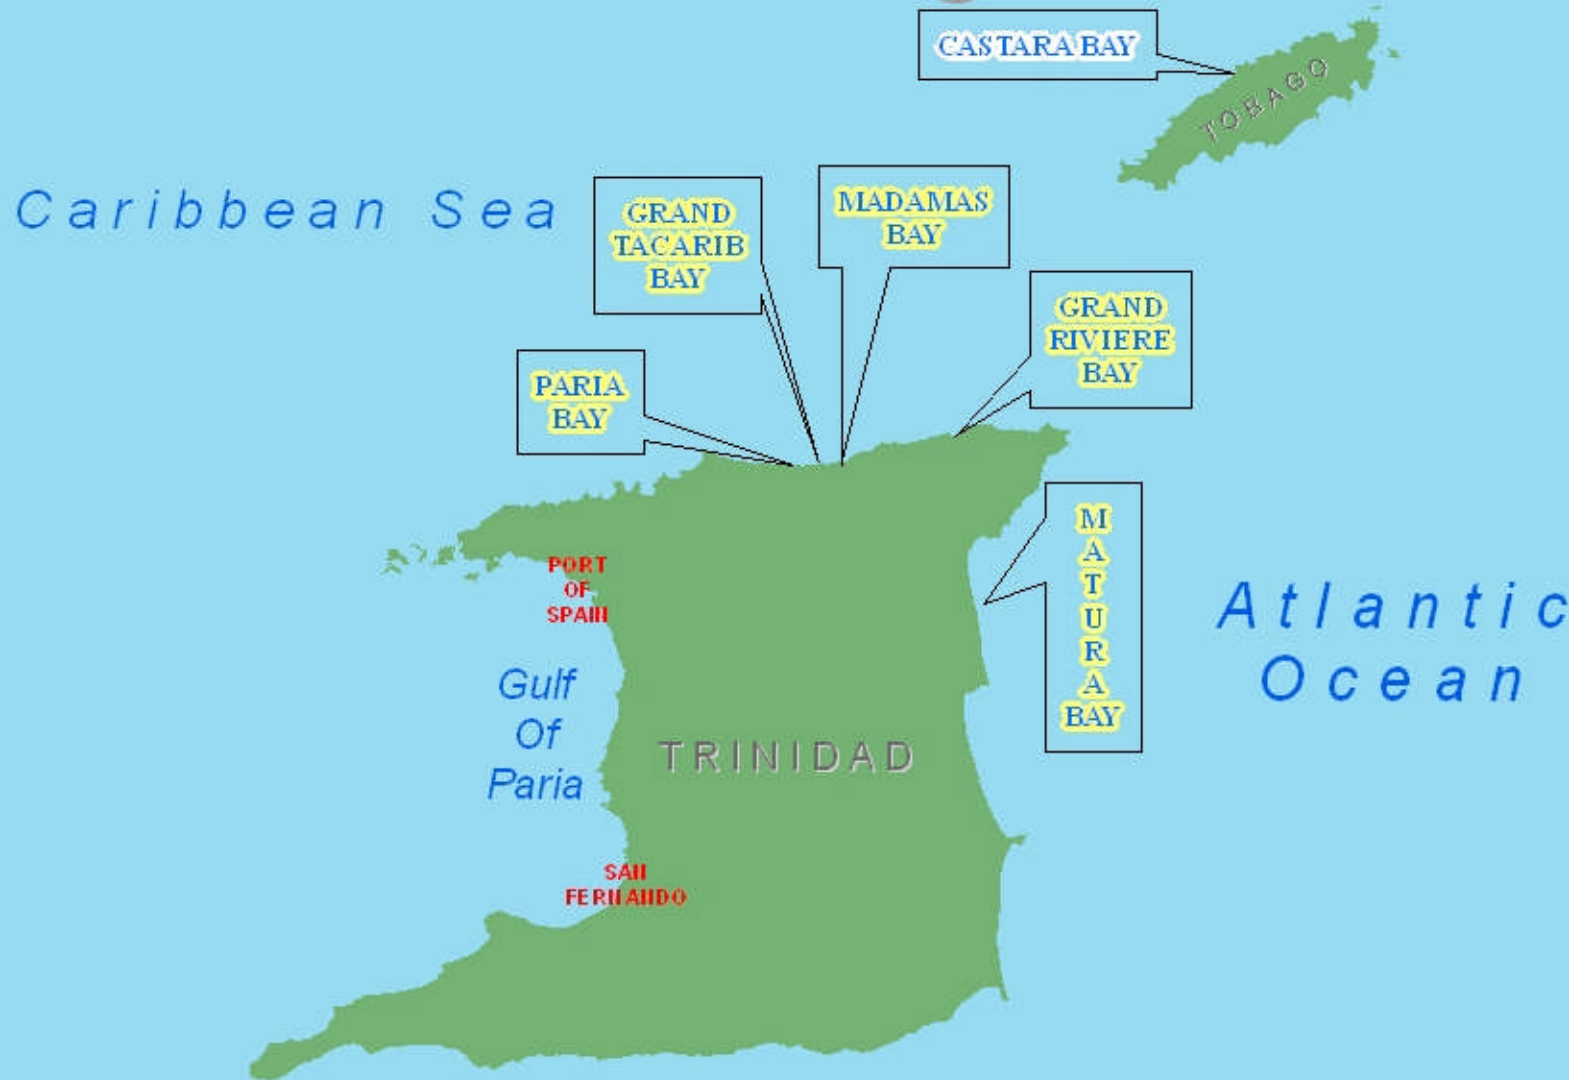 CASTARA BAY
TOBAGO
Caribbean Sea
GRAND
TACARIB
BAY
MADAMAS
BAY
GRAND
RIVIERE
BAY
PARIA
BAY
M
A
T
U
R
A
BAY
PORT
OF
SPAIN
Atlantic
Ocean
Gulf
Of
Paria
TRINIDAD
SAN
FERNANDO